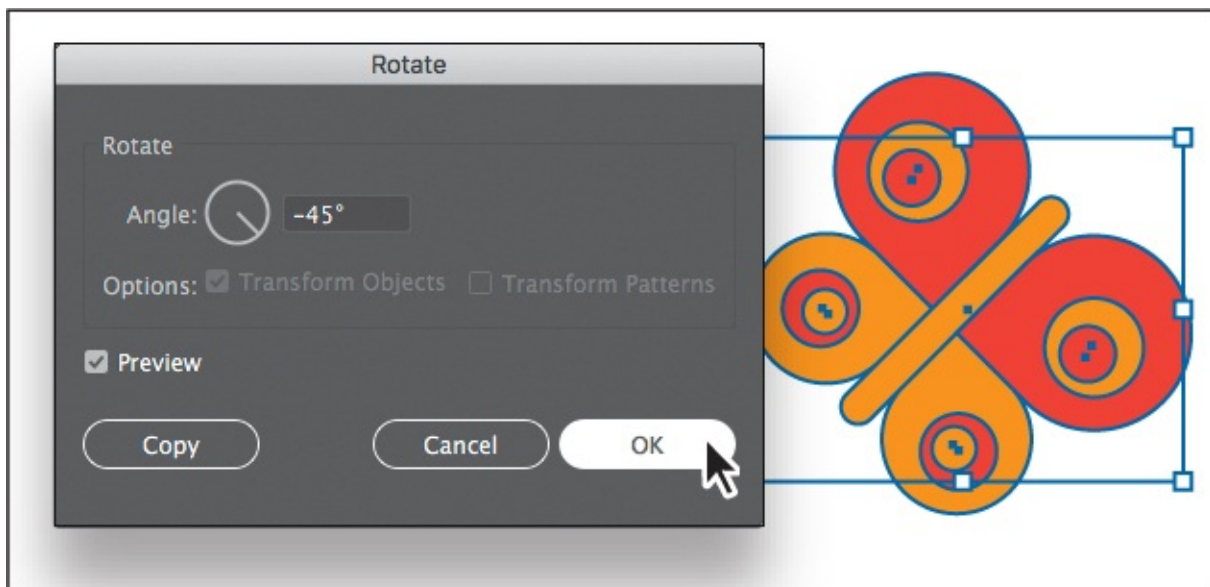 Rotate
Rotate
Angle: -45°
Options: Transform Objects Transform Patterns
Preview
Copy Cancel OK